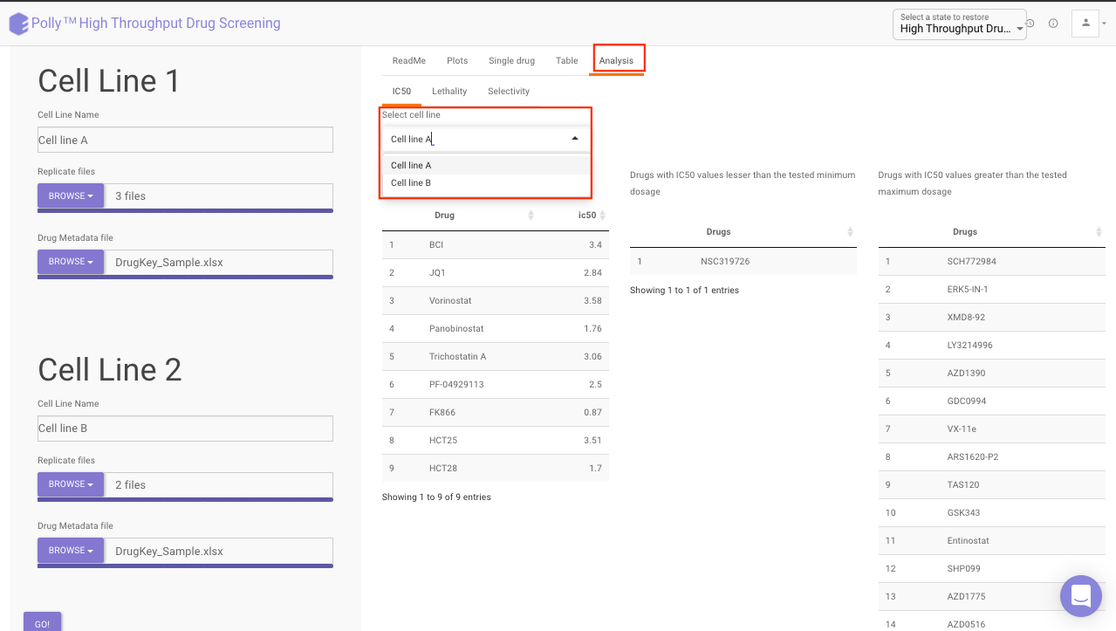 Polly™High Throughput Drug Screening
Select a state to restore
High Throughput Dru...
Cell Line 1
Cell Line Name
Cell line A
Replicate files
BROWSE
3 files
Drug Metadata file
BROWSE
DrugKey_Sample.xlsx
Cell Line 2
Cell Line Name
Cell line B
Replicate files
BROWSE
2 files
Drug Metadata file
BROWSE
DrugKey_Sample.xlsx
GO!
ReadMe Plots Single drug Table Analysis
IC50 Lethality Selectivity
Select cell line
Cell line A
Cell line A
Cell line B
Drug ic50
1 BCI 3.4
2 JQ1 2.84
3 Vorinostat 3.58
4 Panobinostat 1.76
5 Trichostatin A 3.06
6 PF-04929113 2.5
7 FK866 0.87
8 HCT25 3.51
9 HCT28 1.7
Showing 1 to 9 of 9 entries
Drugs with IC50 values lesser than the tested minimum
dosage
Drugs
1 NSC319726
Showing 1 to 1 of 1 entries
Drugs with IC50 values greater than the tested
maximum dosage
Drugs
1 SCH772984
2 ERK5-IN-1
3 XMD8-92
4 LY3214996
5 AZD1390
6 GDC0994
7 VX-11e
8 ARS1620-P2
9 TAS120
10 GSK343
11 Entinostat
12 SHP099
13 AZD1775
14 AZD0516